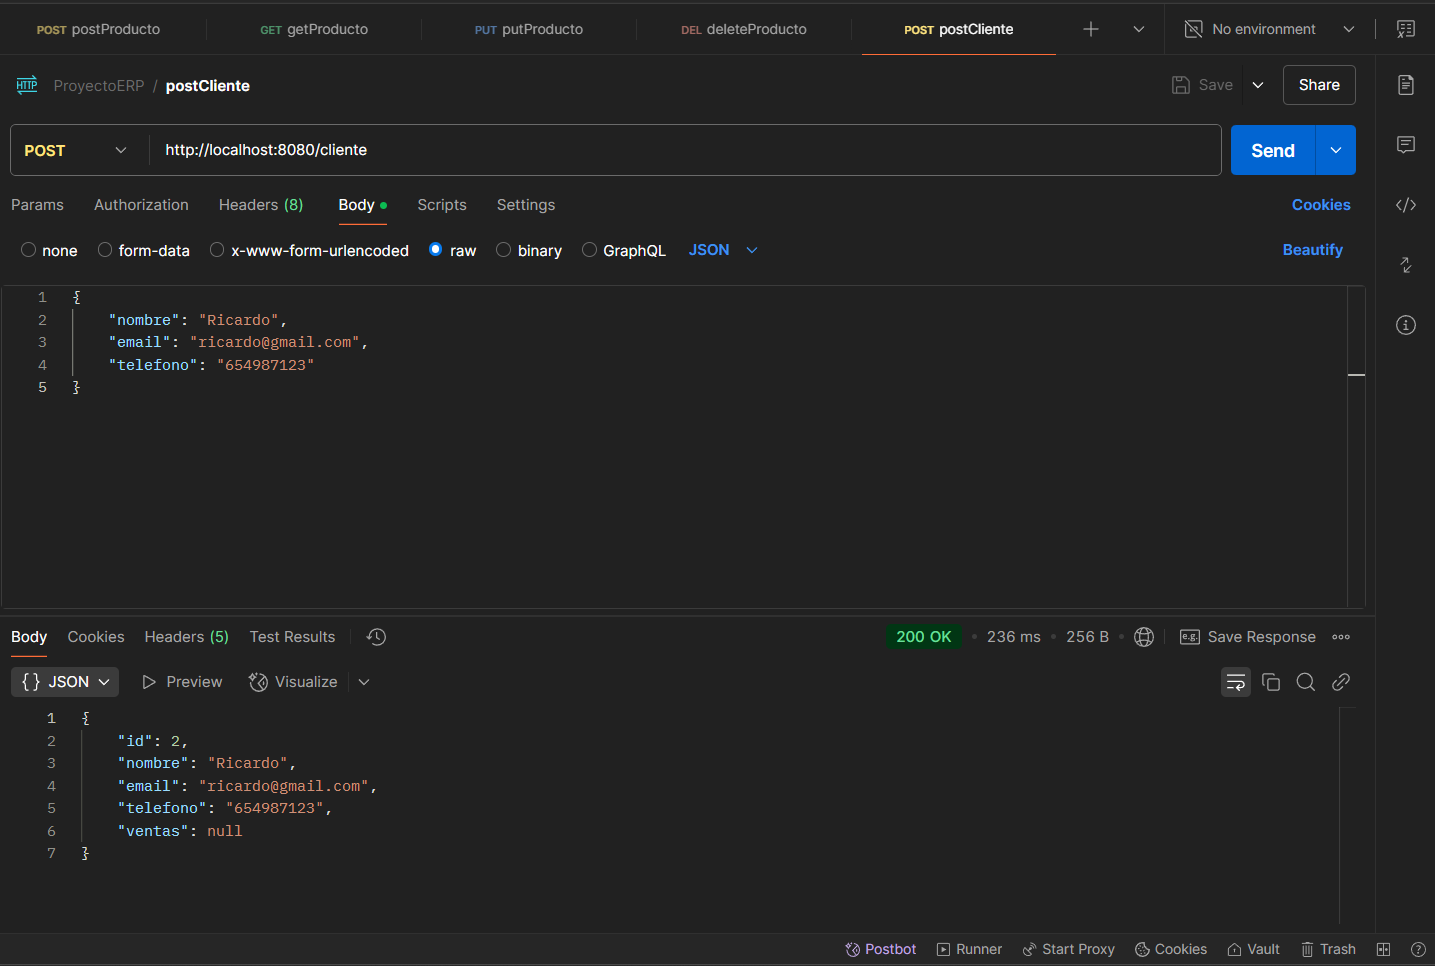 POST postProducto GET getProducto PUT putProducto DEL deleteProducto POST postCliente No environment
HTTP ProyectoERP / postCliente Save Share
POST http://localhost:8080/cliente Send
Params Authorization Headers (8) Body Scripts Settings Cookies
none form-data x-www-form-urlencoded raw binary GraphQL JSON Beautify
1 {
2 "nombre": "Ricardo",
3 "email": "ricardo@gmail.com",
4 "telefono": "654987123"
5 }
Body Cookies Headers (5) Test Results 200 OK • 236 ms • 256 B • e.g. Save Response
{} JSON Preview Visualize
1 {
2 "id": 2,
3 "nombre": "Ricardo",
4 "email": "ricardo@gmail.com",
5 "telefono": "654987123",
6 "ventas": null
7 }
Postbot Runner Start Proxy Cookies Vault Trash